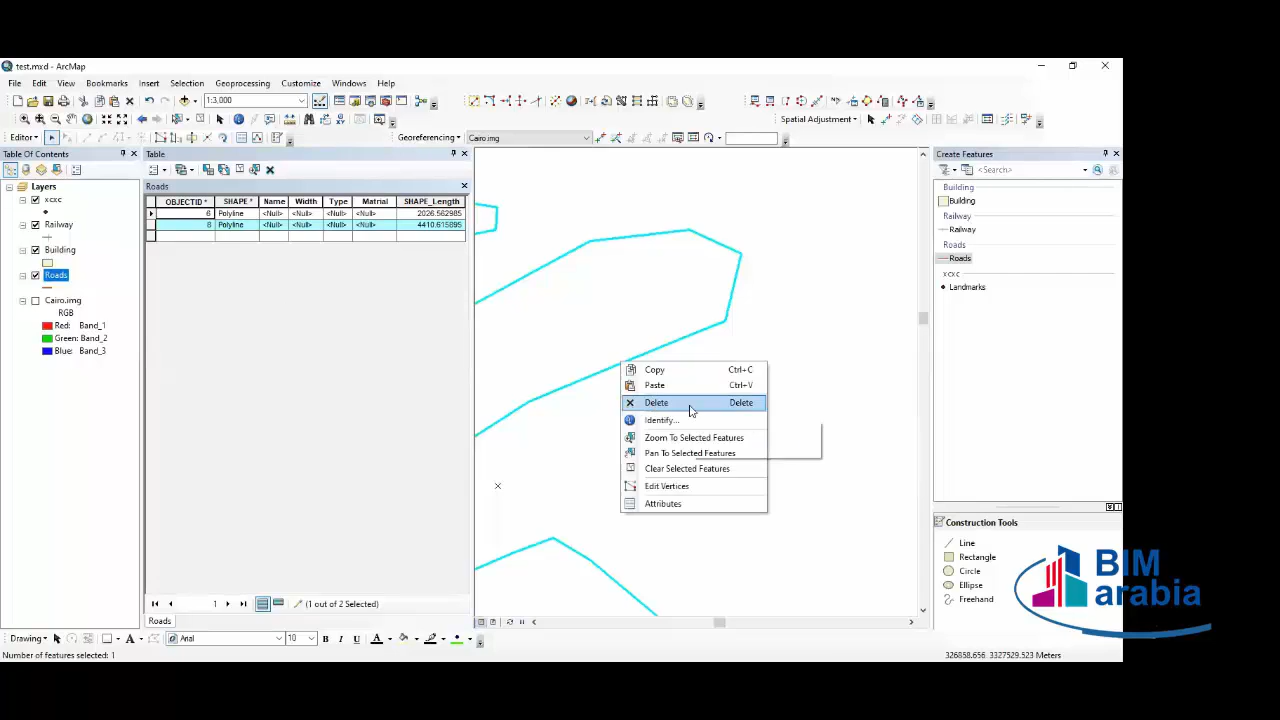 test.mxd - ArcMap
File Edit View Bookmarks Insert Selection Geoprocessing Customize Windows Help
1:3,000
Editor Georeferencing Cairo.img Spatial Adjustment
Table Of Contents
Layers
xcxc
Railway
Building
Roads
Cairo.img
RGB
Red: Band_1
Green: Band_2
Blue: Band_3
Table
Roads
OBJECTID * SHAPE * Name Width Type Matrial SHAPE_Length
6 Polyline <Null> <Null> <Null> <Null> 2026.562985
8 Polyline <Null> <Null> <Null> <Null> 4410.615895
1 (1 out of 2 Selected)
Roads
Copy Ctrl+C
Paste Ctrl+V
Delete Delete
Identify...
Zoom To Selected Features
Pan To Selected Features
Clear Selected Features
Edit Vertices
Attributes
Create Features
<Search>
Building
Building
Railway
Railway
Roads
Roads
xcxc
Landmarks
Construction Tools
Line
Rectangle
Circle
Ellipse
Freehand
BIM
arabia
Drawing A Arial 10 B I U A
Number of features selected: 1
326858.656 3327529.523 Meters